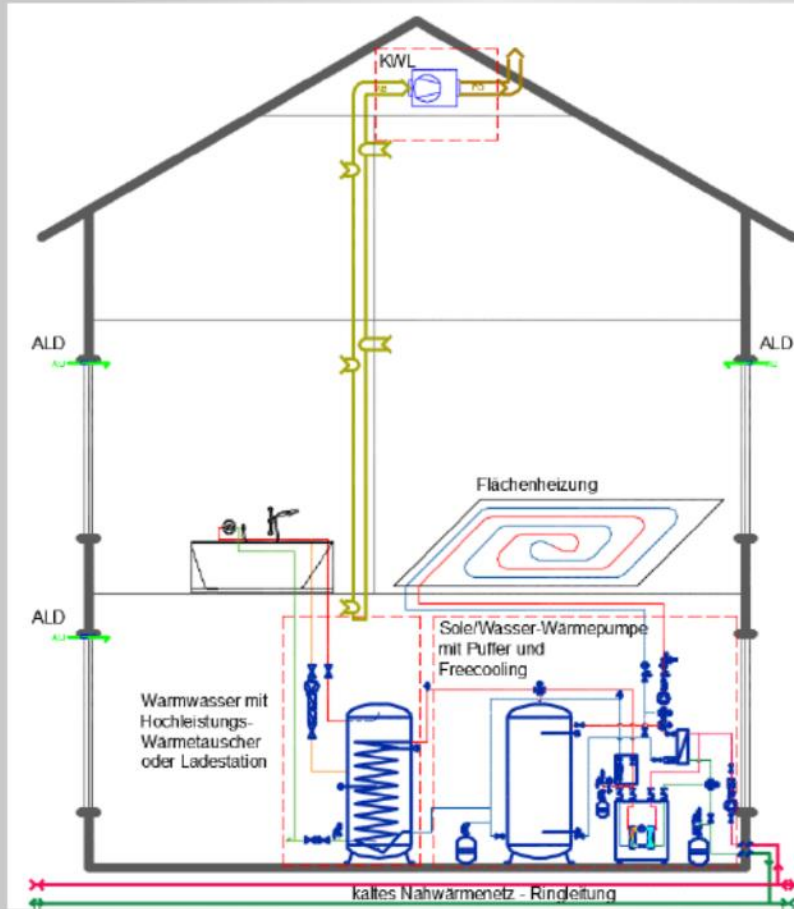 KWL
ALD
ALD
Flächenheizung
ALD
Sole/Wasser-Wärmepumpe
mit Puffer und
Freecooling
Warmwasser mit
Hochleistungs-
Wärmetauscher
oder Ladestation
kaltes Nahwärmenetz - Ringleitung